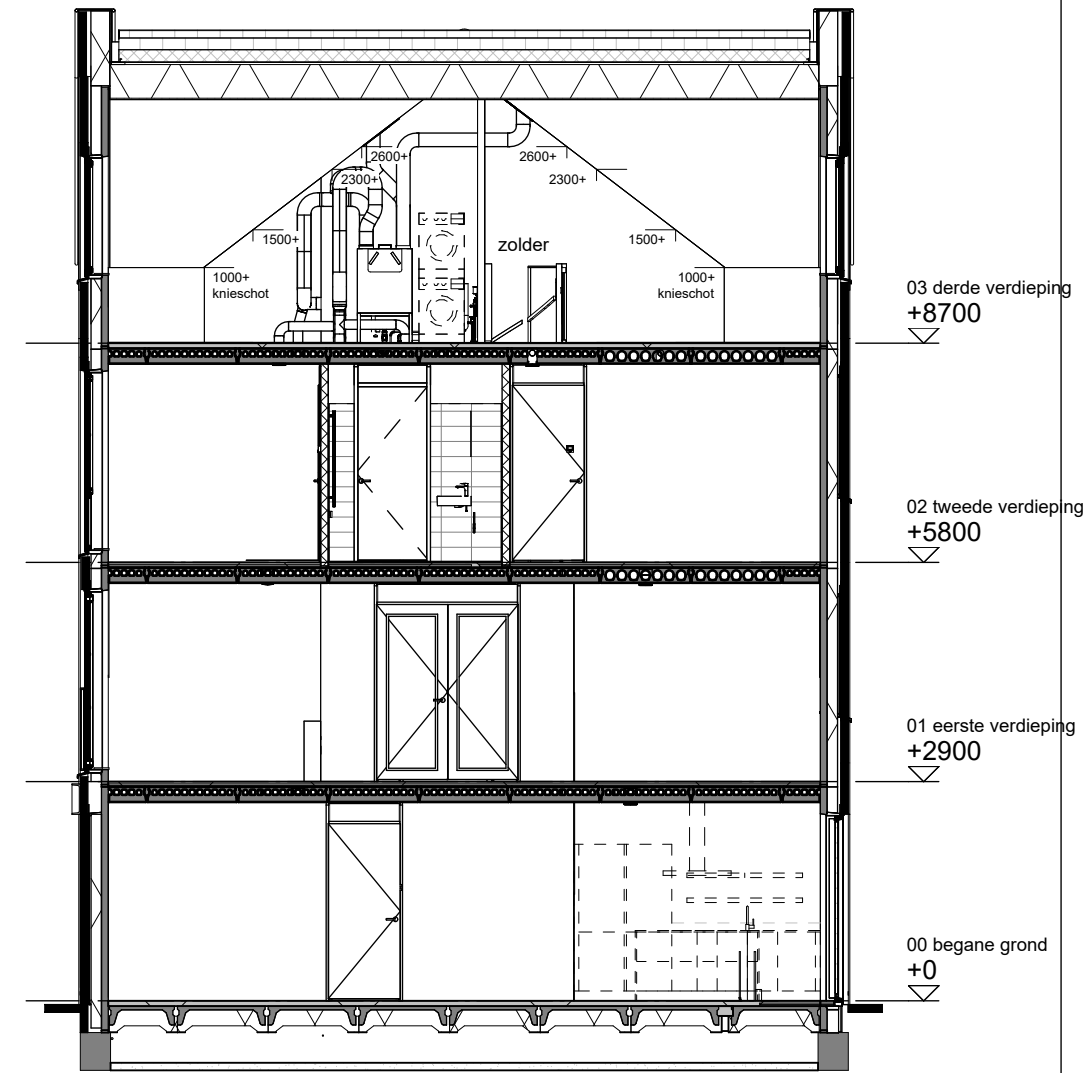 2600+
2600+
2300+
2300+
1500+
zolder
1500+
1000+
knieschot
1000+
knieschot
03 derde verdieping
+8700
02 tweede verdieping
+5800
01 eerste verdieping
+2900
00 begane grond
+0